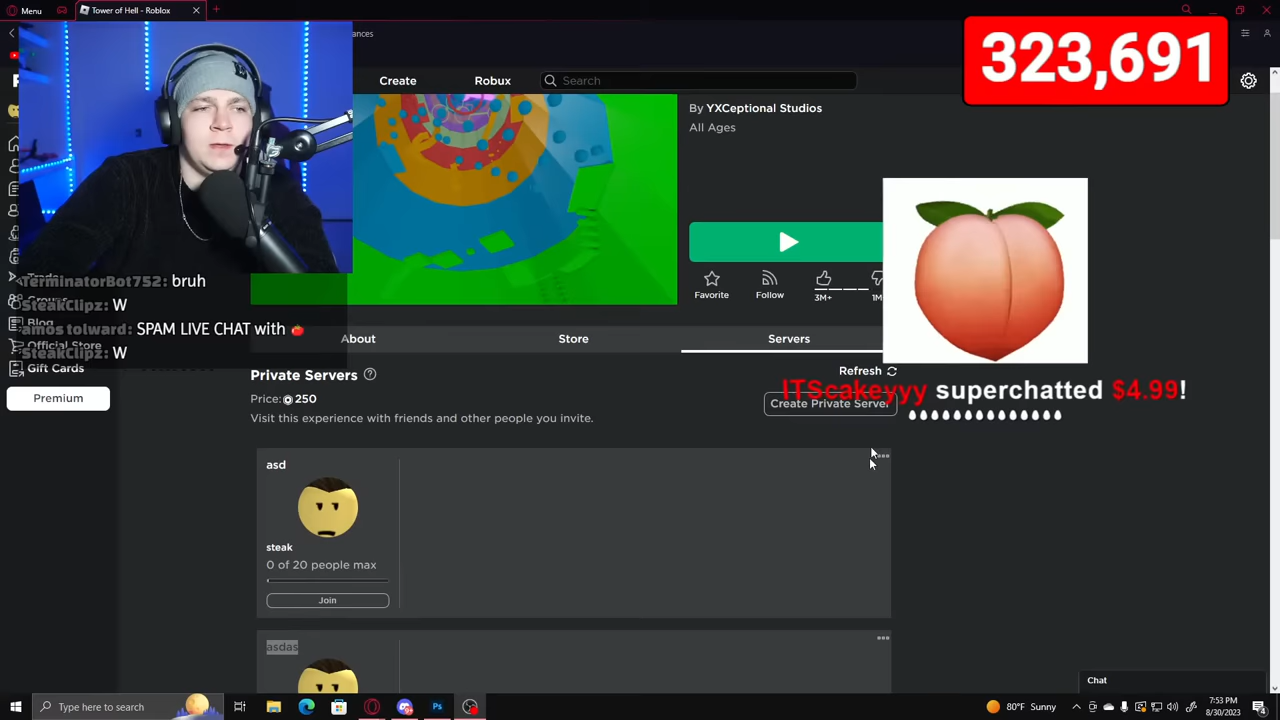 Menu
Tower of Hell - Roblox
323,691
Create
Robux
Search
By YXCeptional Studios
All Ages
Favorite
Follow
3M+
1M
TerminatorBot752: bruh
SteakClipz: W
amos tolward: SPAM LIVE CHAT with 🍅
SteakClipz: W
Blog
Official Store
Gift Cards
Premium
About
Store
Servers
Private Servers
Refresh
Price: 250
Create Private Server
Visit this experience with friends and other people you invite.
ITScakeyyy superchatted $4.99!
asd
steak
0 of 20 people max
Join
asdas
Chat
Type here to search
80°F Sunny
7:53 PM
8/30/2023